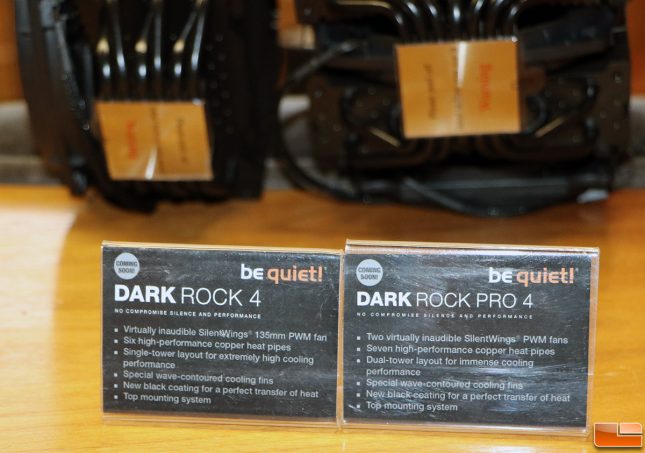 COMING SOON!
be quiet!®
DARK ROCK 4
NO COMPROMISE SILENCE AND PERFORMANCE
Virtually inaudible SilentWings® 135mm PWM fan
Six high-performance copper heat pipes
Single-tower layout for extremely high cooling
performance
Special wave-contoured cooling fins
New black coating for a perfect transfer of heat
Top mounting system
COMING SOON!
be quiet!®
DARK ROCK PRO 4
NO COMPROMISE SILENCE AND PERFORMANCE
Two virtually inaudible SilentWings® PWM fans
Seven high-performance copper heat pipes
Dual-tower layout for immense cooling
performance
Special wave-contoured cooling fins
New black coating for a perfect transfer of heat
Top mounting system